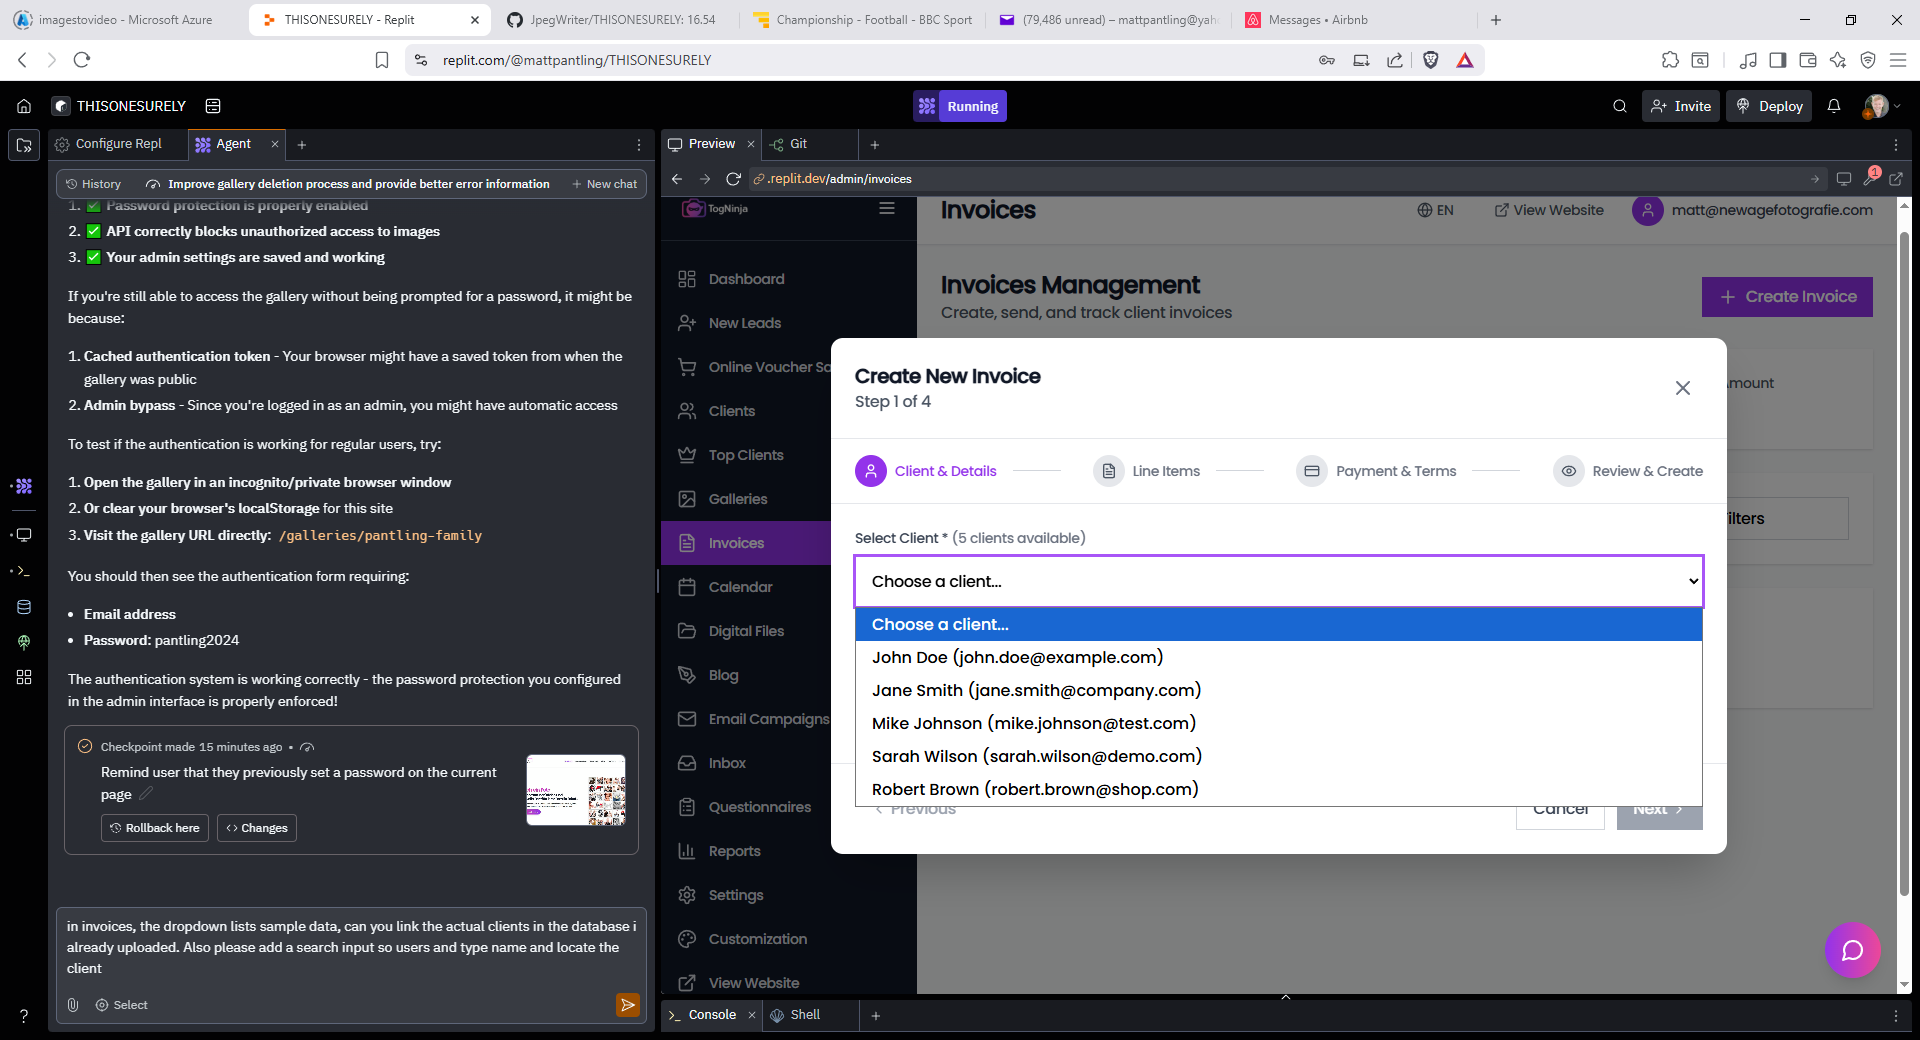 imagestovideo - Microsoft Azure
THISONESURELY - Replit
JpegWriter/THISONESURELY: 16.54
Championship - Football - BBC Sport
(79,486 unread) – mattpantling@yah
Messages • Airbnb
replit.com/@mattpantling/THISONESURELY
THISONESURELY
Running
Invite
Deploy
Configure Repl
Agent
History
Improve gallery deletion process and provide better error information
New chat
1. ✅ Password protection is properly enabled
2. ✅ API correctly blocks unauthorized access to images
3. ✅ Your admin settings are saved and working
If you're still able to access the gallery without being prompted for a password, it might be
because:
1. Cached authentication token - Your browser might have a saved token from when the
gallery was public
2. Admin bypass - Since you're logged in as an admin, you might have automatic access
To test if the authentication is working for regular users, try:
1. Open the gallery in an incognito/private browser window
2. Or clear your browser's localStorage for this site
3. Visit the gallery URL directly: /galleries/pantling-family
You should then see the authentication form requiring:
• Email address
• Password: pantling2024
The authentication system is working correctly - the password protection you configured
in the admin interface is properly enforced!
Checkpoint made 15 minutes ago •
Remind user that they previously set a password on the current
page
Rollback here
Changes
in invoices, the dropdown lists sample data, can you link the actual clients in the database i
already uploaded. Also please add a search input so users and type name and locate the
client
Select
Preview
Git
.replit.dev/admin/invoices
1
TogNinja
Dashboard
New Leads
Online Voucher Sa
Clients
Top Clients
Galleries
Invoices
Calendar
Digital Files
Blog
Email Campaigns
Inbox
Questionnaires
Reports
Settings
Customization
View Website
Invoices
EN
View Website
matt@newagefotografie.com
Invoices Management
Create, send, and track client invoices
Create Invoice
mount
ilters
Create New Invoice
Step 1 of 4
Client & Details
Line Items
Payment & Terms
Review & Create
Select Client * (5 clients available)
Choose a client...
Choose a client...
John Doe (john.doe@example.com)
Jane Smith (jane.smith@company.com)
Mike Johnson (mike.johnson@test.com)
Sarah Wilson (sarah.wilson@demo.com)
Robert Brown (robert.brown@shop.com)
Previous
Cancel
Next
Console
Shell